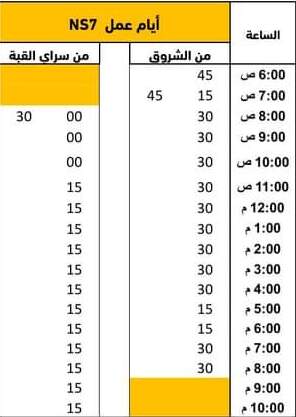 أيام عمل NS7
الساعة
من الشروق
من سراي القبة
6:00 ص 45
7:00 ص 15 45
8:00 ص 30 00 30
9:00 ص 30 00
10:00 ص 30 00
11:00 ص 30 15
12:00 م 30 15
1:00 م 30 15
2:00 م 30 15
3:00 م 30 15
4:00 م 30 15
5:00 م 15 15
6:00 م 15 15
7:00 م 30 15
8:00 م 30 15
9:00 م 15
10:00 م 15